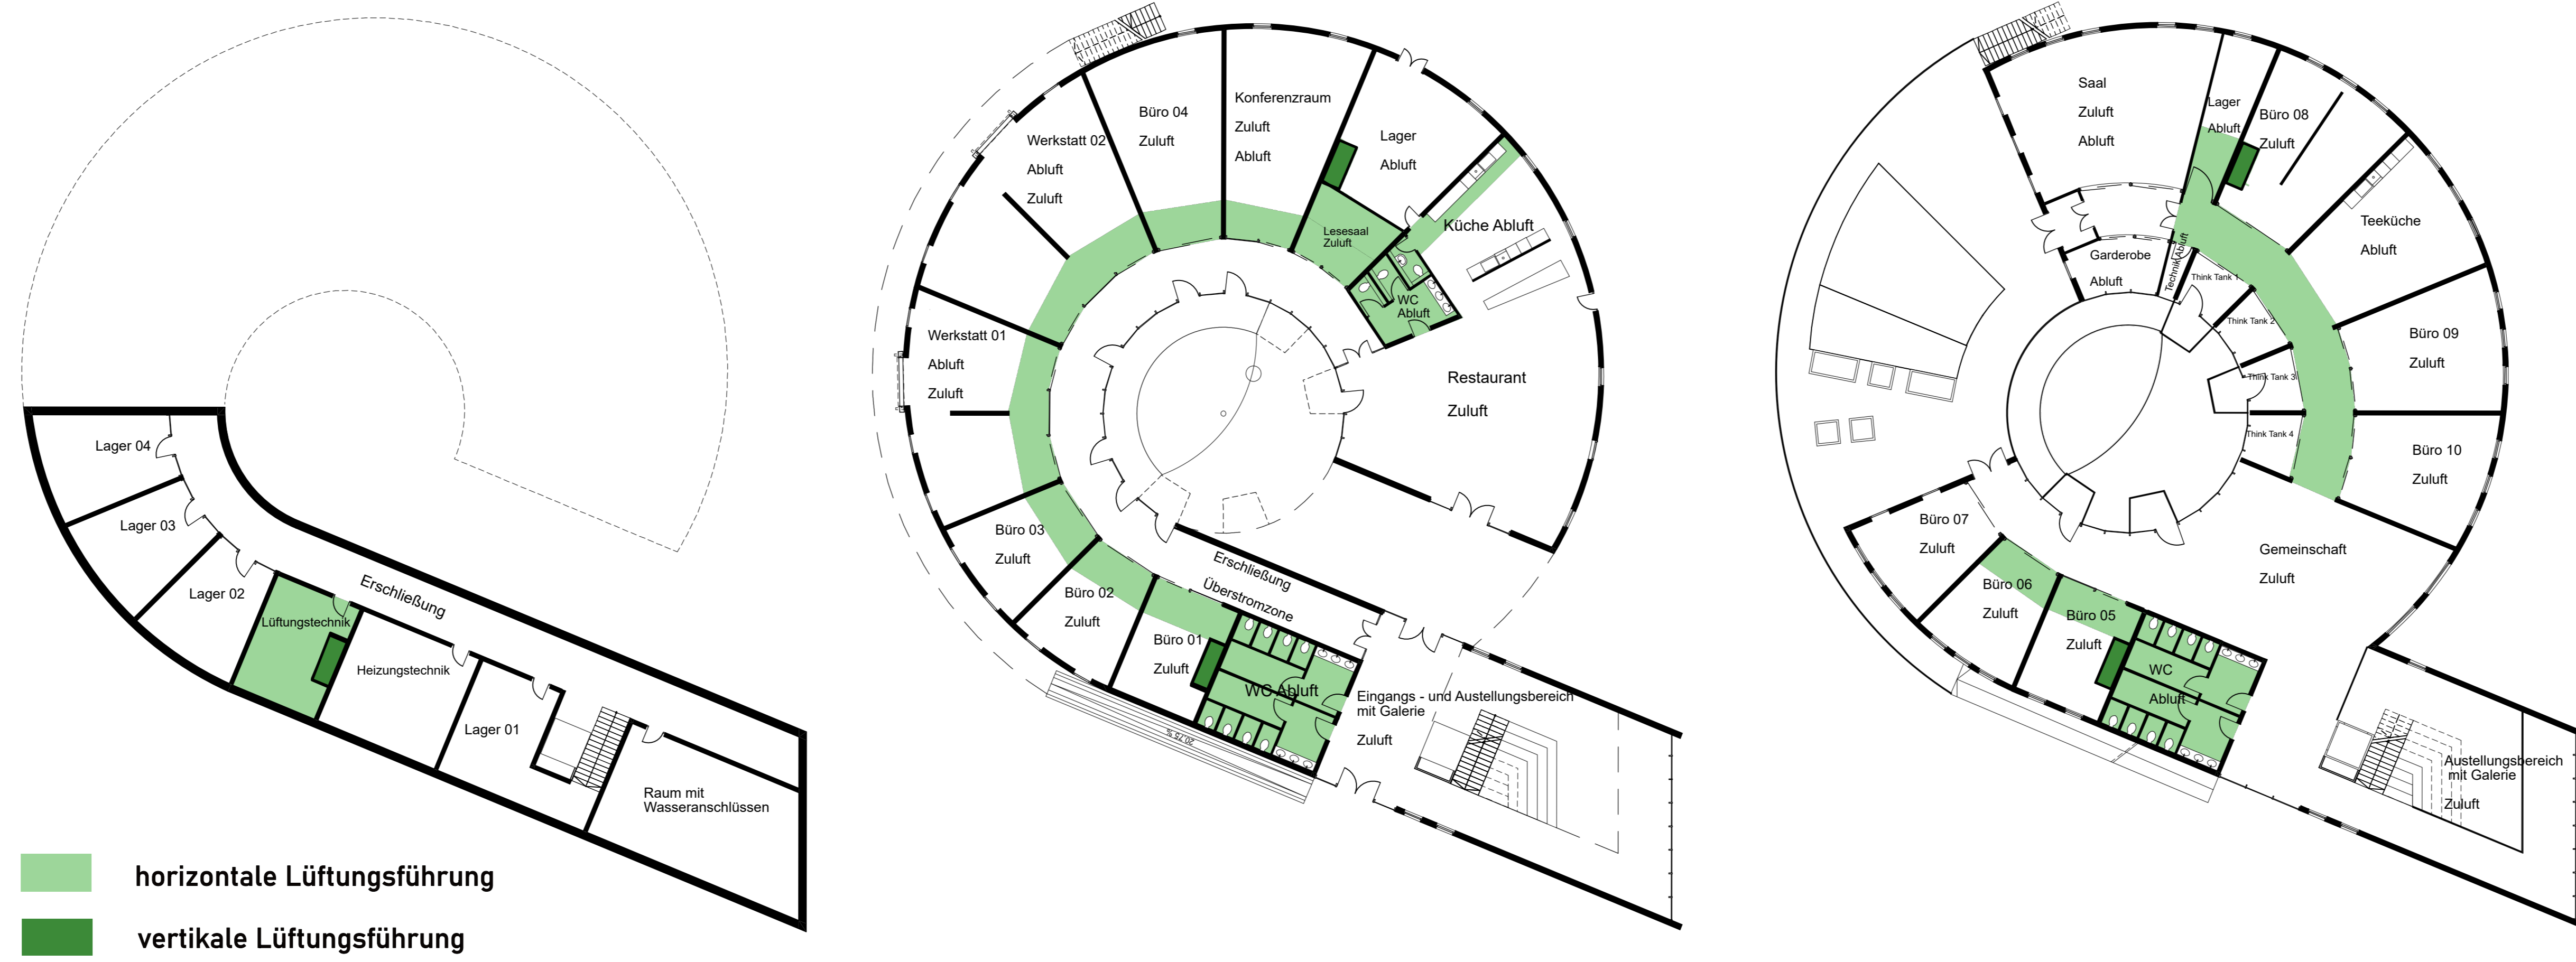 Lager 04
Lager 03
Lager 02
Lüftungstechnik
Erschließung
Heizungstechnik
Lager 01
Raum mit
Wasseranschlüssen
horizontale Lüftungsführung
vertikale Lüftungsführung
Büro 04
Zuluft
Konferenzraum
Zuluft
Abluft
Werkstatt 02
Abluft
Zuluft
Lager
Abluft
Lesesaal
Zuluft
Küche Abluft
WC
Abluft
Werkstatt 01
Abluft
Zuluft
Restaurant
Zuluft
Büro 03
Zuluft
Büro 02
Zuluft
Büro 01
Zuluft
Erschließung
Überstromzone
WC Abluft
20.75 %
Eingangs - und Austellungsbereich
mit Galerie
Zuluft
Saal
Zuluft
Abluft
Lager
Abluft
Büro 08
Zuluft
Teeküche
Abluft
Garderobe
Abluft
Technik Abluft
Think Tank 1
Think Tank 2
Think Tank 3
Think Tank 4
Büro 09
Zuluft
Büro 10
Zuluft
Büro 07
Zuluft
Büro 06
Zuluft
Büro 05
Zuluft
Gemeinschaft
Zuluft
WC
Abluft
Austellungsbereich
mit Galerie
Zuluft